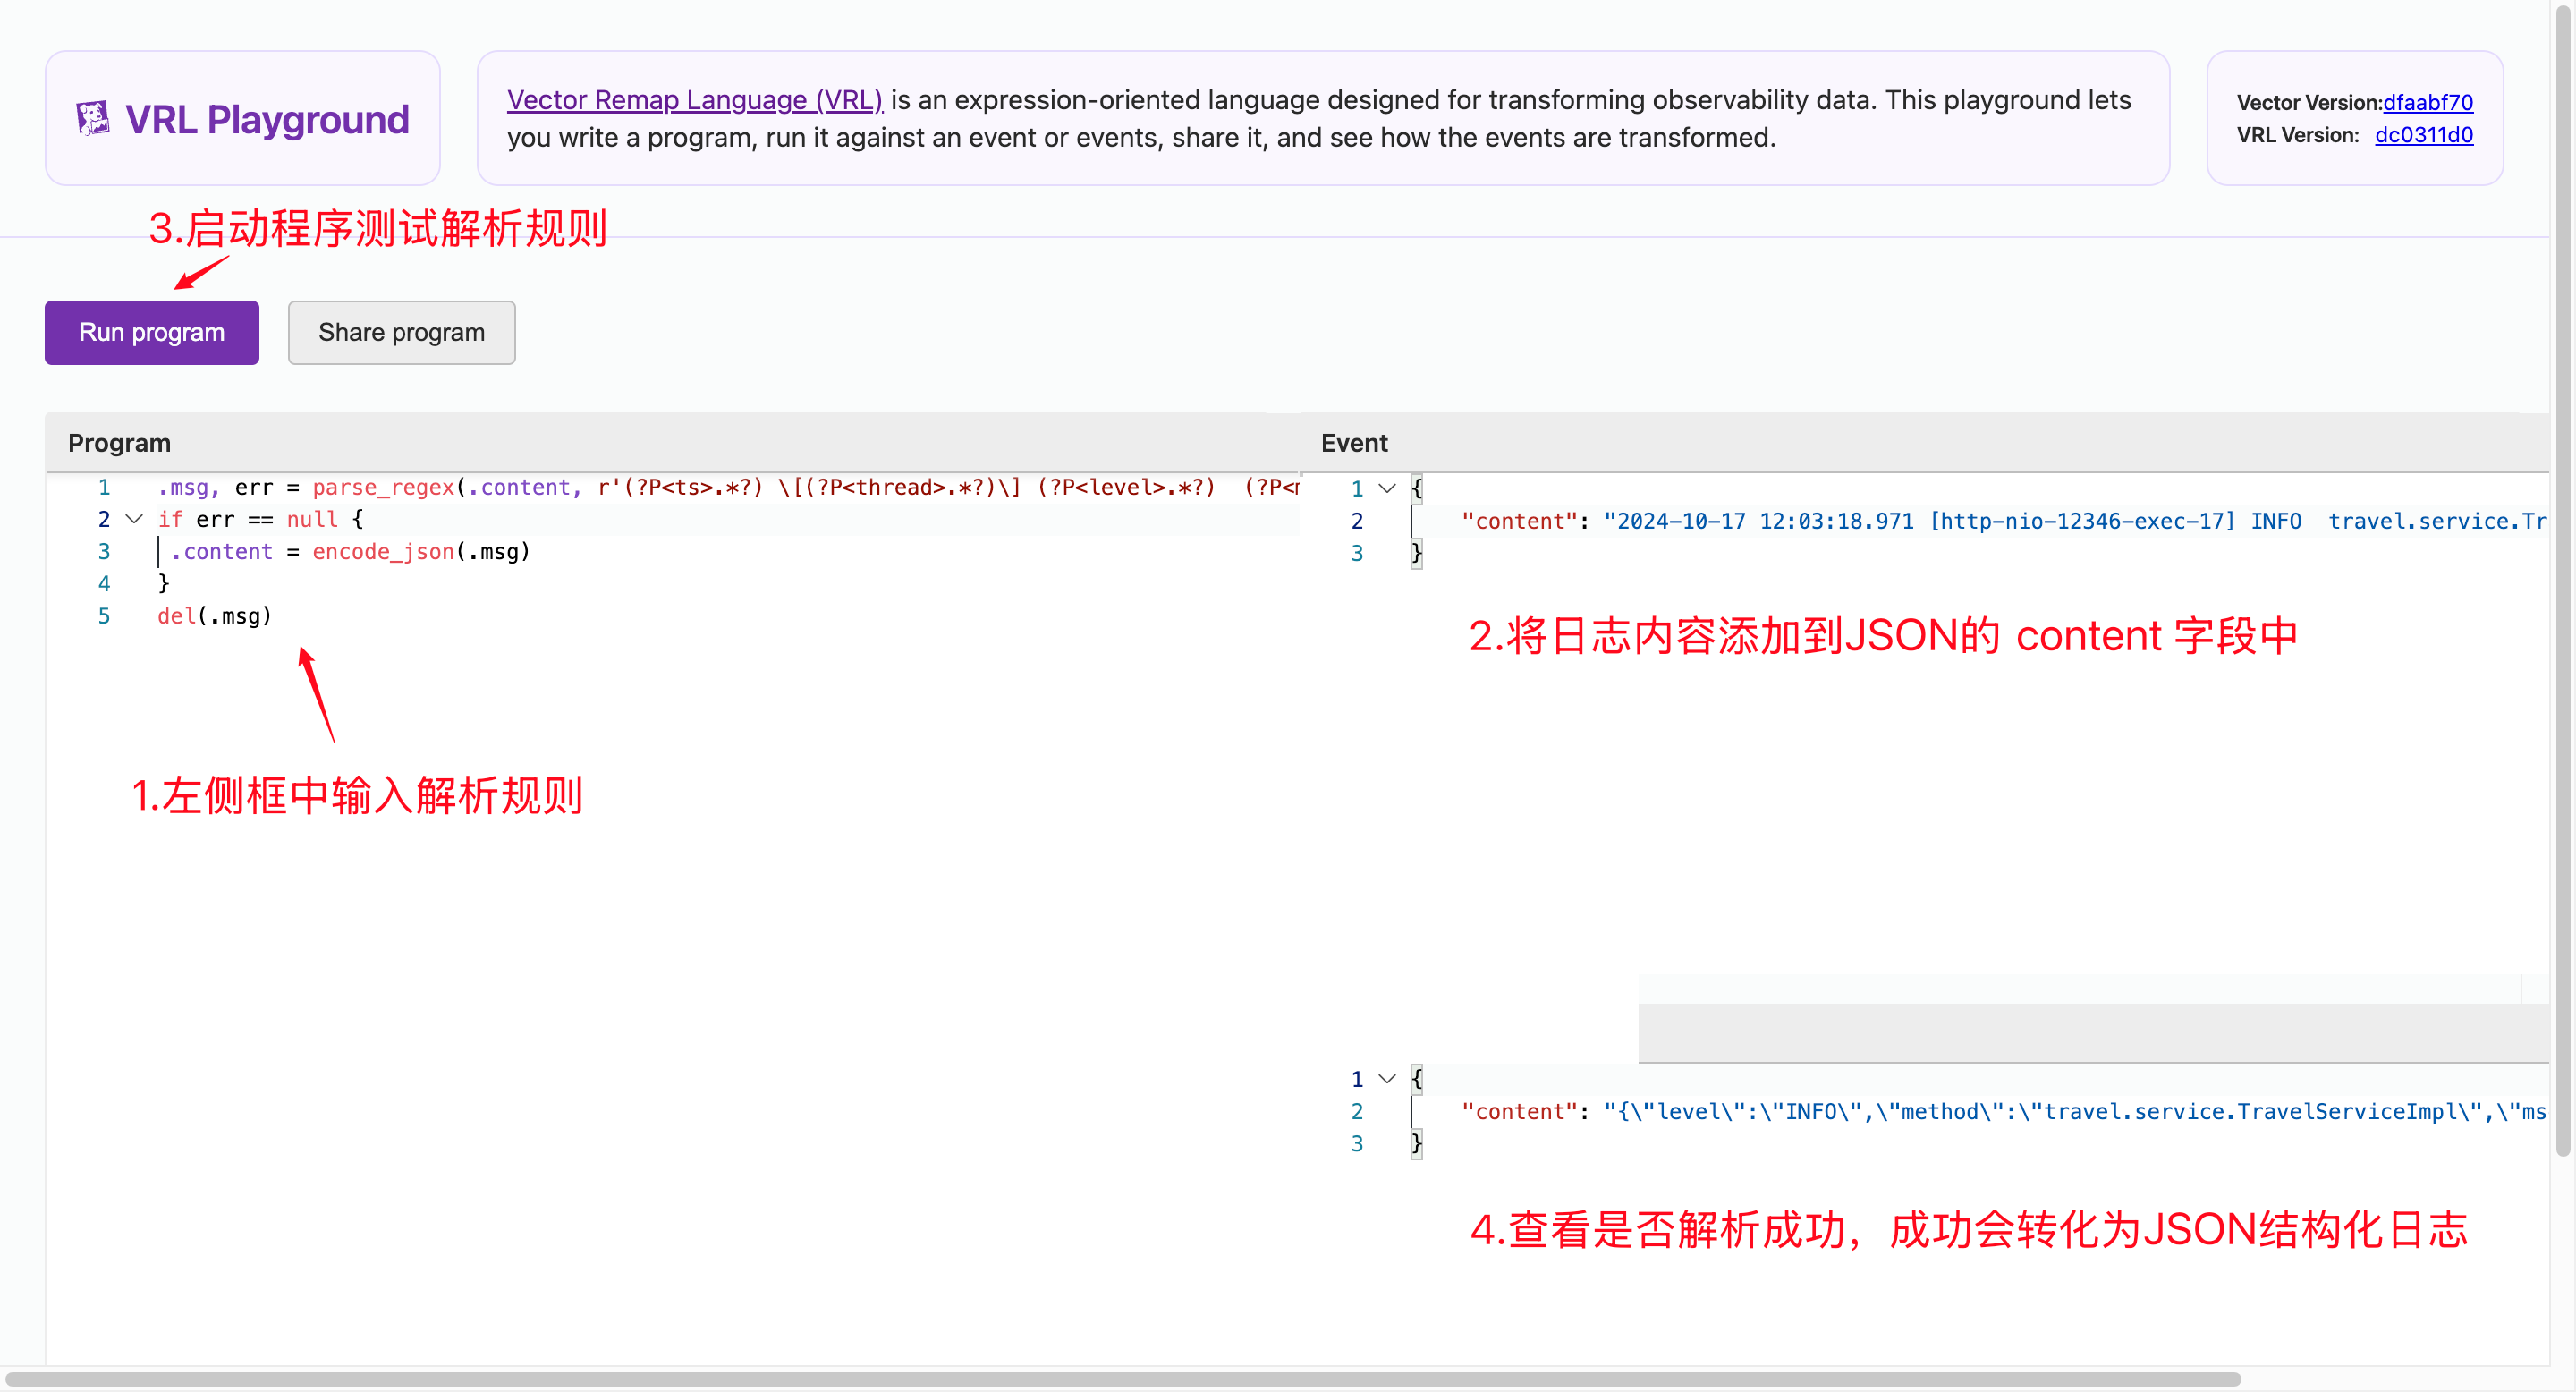 VRL Playground
Vector Remap Language (VRL) is an expression-oriented language designed for transforming observability data. This playground lets
you write a program, run it against an event or events, share it, and see how the events are transformed.
Vector Version:dfaabf70
VRL Version: dc0311d0
3.启动程序测试解析规则
Run program
Share program
Program
1 .msg, err = parse_regex(.content, r'(?P<ts>.*?) \[(?P<thread>.*?)\] (?P<level>.*?)  (?P<
2 if err == null {
3 .content = encode_json(.msg)
4 }
5 del(.msg)
1.左侧框中输入解析规则
Event
1 {
2 "content": "2024-10-17 12:03:18.971 [http-nio-12346-exec-17] INFO  travel.service.Tr
3 }
2.将日志内容添加到JSON的 content 字段中
1 {
2 "content": "{\"level\":\"INFO\",\"method\":\"travel.service.TravelServiceImpl\",\"ms
3 }
4.查看是否解析成功，成功会转化为JSON结构化日志